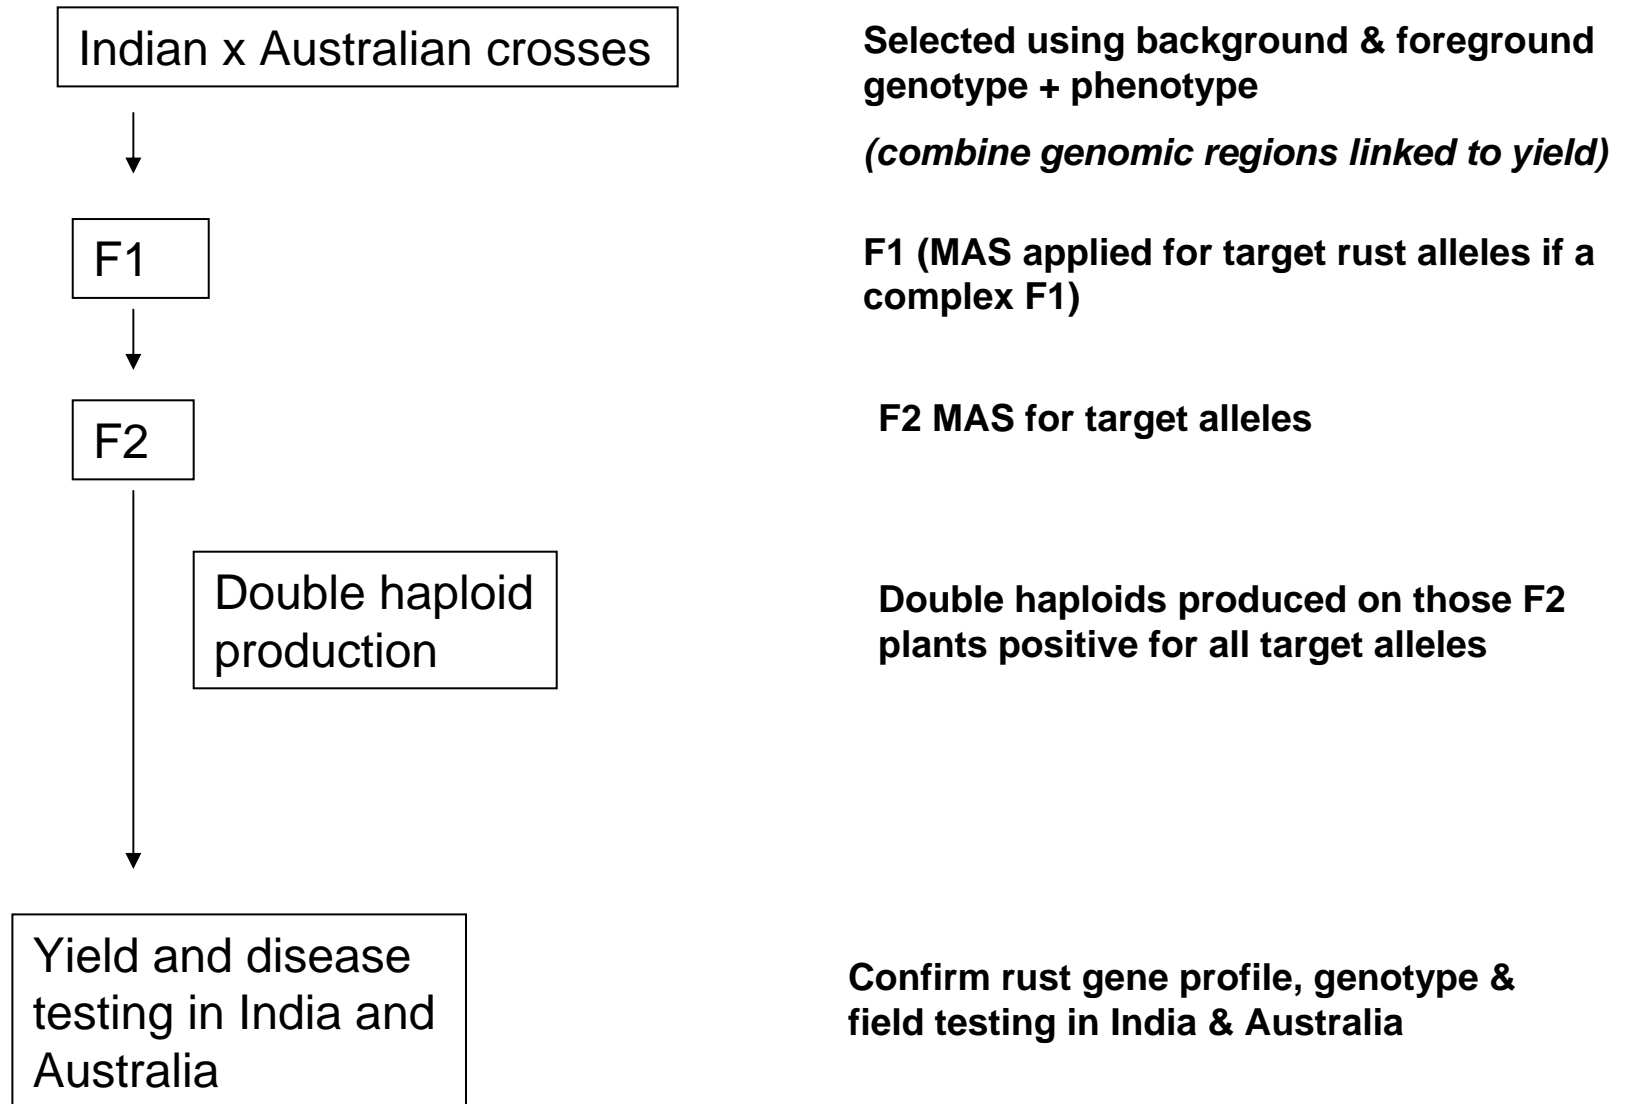 Indian x Australian crosses
Selected using background & foreground
genotype + phenotype
(combine genomic regions linked to yield)
F1
F1 (MAS applied for target rust alleles if a
complex F1)
F2
F2 MAS for target alleles
Double haploid
production
Double haploids produced on those F2
plants positive for all target alleles
Yield and disease
testing in India and
Australia
Confirm rust gene profile, genotype &
field testing in India & Australia